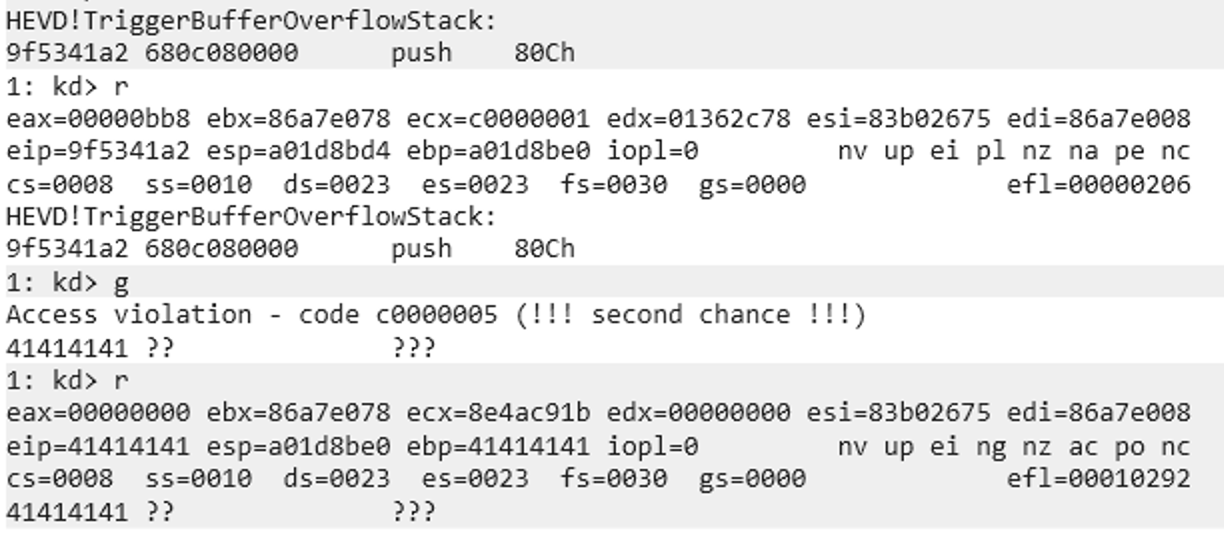 HEVD!TriggerBufferOverflowStack:
9f5341a2 680c080000      push    80Ch
1: kd> r
eax=00000bb8 ebx=86a7e078 ecx=c0000001 edx=01362c78 esi=83b02675 edi=86a7e008
eip=9f5341a2 esp=a01d8bd4 ebp=a01d8be0 iopl=0         nv up ei pl nz na pe nc
cs=0008  ss=0010  ds=0023  es=0023  fs=0030  gs=0000             efl=00000206
HEVD!TriggerBufferOverflowStack:
9f5341a2 680c080000      push    80Ch
1: kd> g
Access violation - code c0000005 (!!! second chance !!!)
41414141 ??              ???
1: kd> r
eax=00000000 ebx=86a7e078 ecx=8e4ac91b edx=00000000 esi=83b02675 edi=86a7e008
eip=41414141 esp=a01d8be0 ebp=41414141 iopl=0         nv up ei ng nz ac po nc
cs=0008  ss=0010  ds=0023  es=0023  fs=0030  gs=0000             efl=00010292
41414141 ??              ???